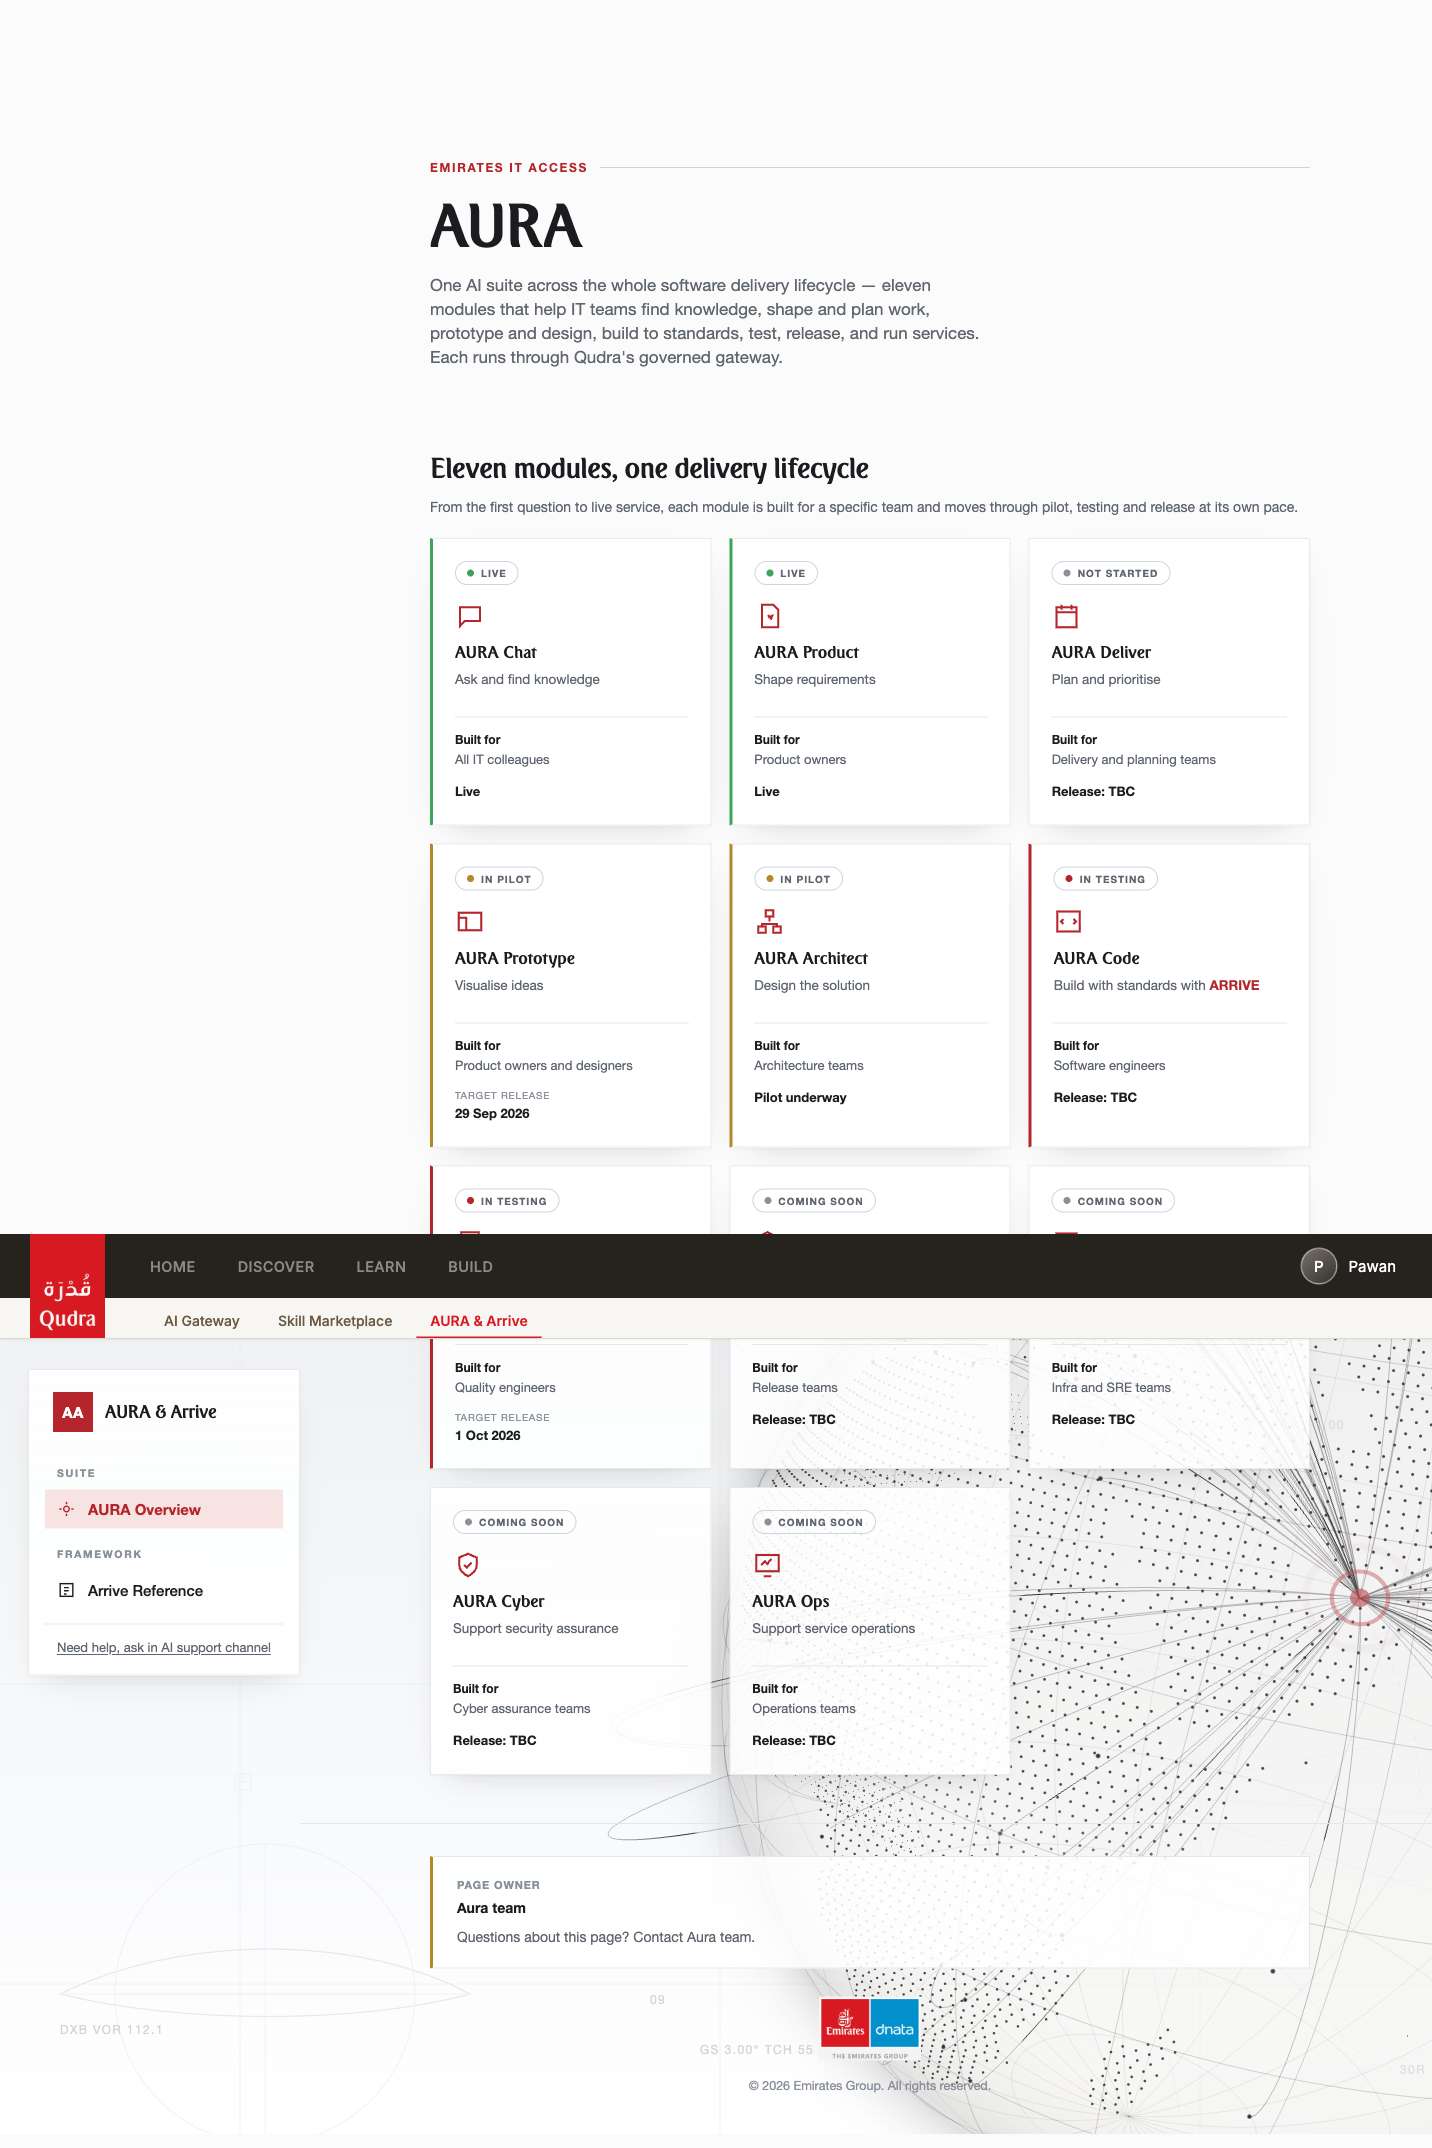 EMIRATES IT ACCESS
AURA
One AI suite across the whole software delivery lifecycle — eleven
modules that help IT teams find knowledge, shape and plan work,
prototype and design, build to standards, test, release, and run services.
Each runs through Qudra's governed gateway.
Eleven modules, one delivery lifecycle
From the first question to live service, each module is built for a specific team and moves through pilot, testing and release at its own pace.
LIVE
AURA Chat
Ask and find knowledge
Built for
All IT colleagues
Live
LIVE
AURA Product
Shape requirements
Built for
Product owners
Live
NOT STARTED
AURA Deliver
Plan and prioritise
Built for
Delivery and planning teams
Release: TBC
IN PILOT
AURA Prototype
Visualise ideas
Built for
Product owners and designers
TARGET RELEASE
29 Sep 2026
IN PILOT
AURA Architect
Design the solution
Built for
Architecture teams
Pilot underway
IN TESTING
AURA Code
Build with standards with ARRIVE
Built for
Software engineers
Release: TBC
IN TESTING
COMING SOON
COMING SOON
قُدْرَة
Qudra
HOME
DISCOVER
LEARN
BUILD
P
Pawan
AI Gateway
Skill Marketplace
AURA & Arrive
AA
AURA & Arrive
SUITE
AURA Overview
FRAMEWORK
Arrive Reference
Need help, ask in AI support channel
Built for
Quality engineers
TARGET RELEASE
1 Oct 2026
Built for
Release teams
Release: TBC
Built for
Infra and SRE teams
Release: TBC
00
COMING SOON
AURA Cyber
Support security assurance
Built for
Cyber assurance teams
Release: TBC
COMING SOON
AURA Ops
Support service operations
Built for
Operations teams
Release: TBC
PAGE OWNER
Aura team
Questions about this page? Contact Aura team.
09
DXB VOR 112.1
GS 3.00° TCH 55
30R
Emirates
dnata
THE EMIRATES GROUP
© 2026 Emirates Group. All rights reserved.